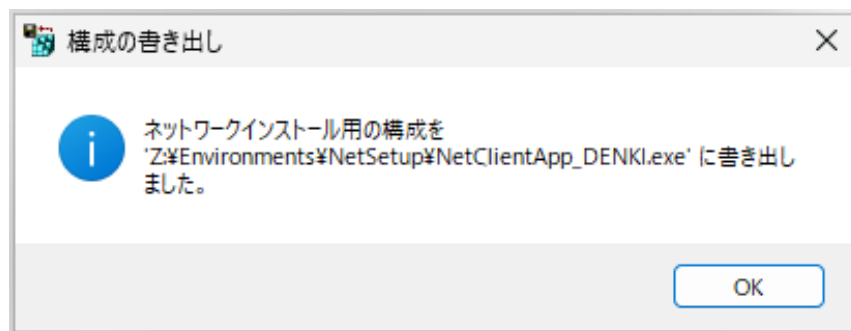 構成の書き出し
ネットワークインストール用の構成を
'Z:¥Environments¥NetSetup¥NetClientApp_DENKI.exe' に書き出し
ました。
OK